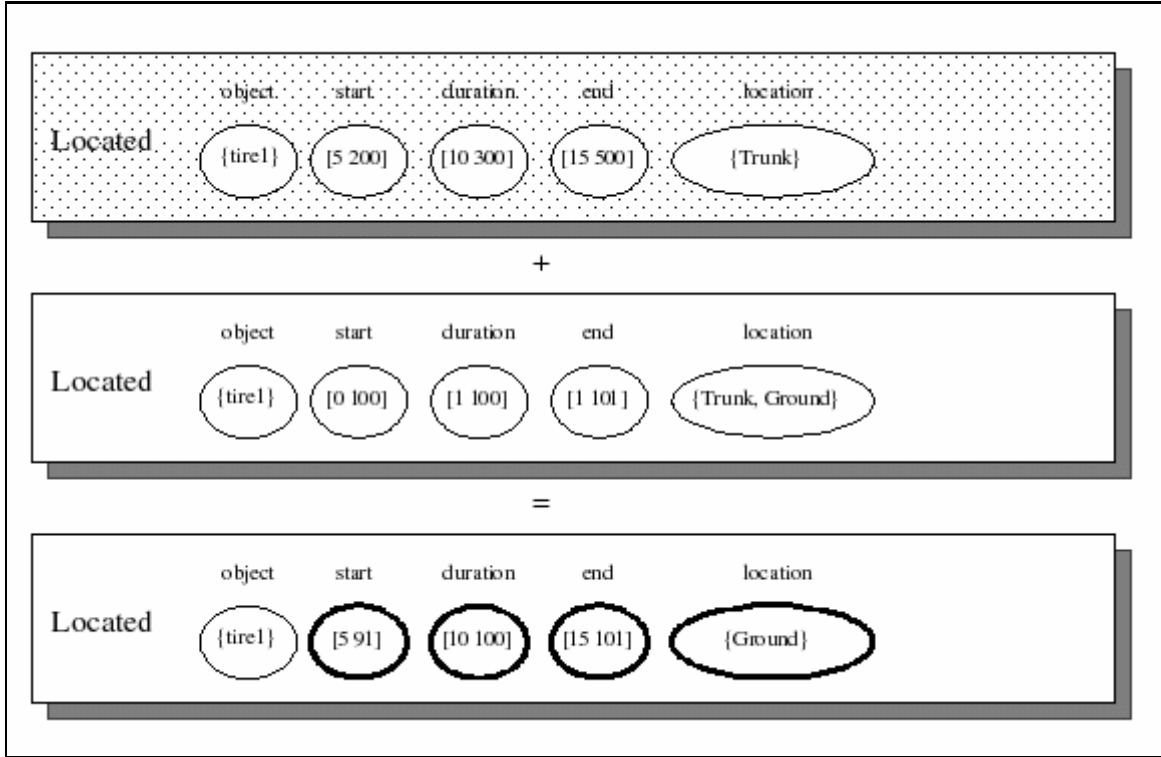 object start duration end location
Located {tire1} [5 200] [10 300] [15 500] {Trunk}
+
object start duration end location
Located {tire1} [0 100] [1 100] [1 101] {Trunk, Ground}
=
object start duration end location
Located {tire1} [5 91] [10 100] [15 101] {Ground}